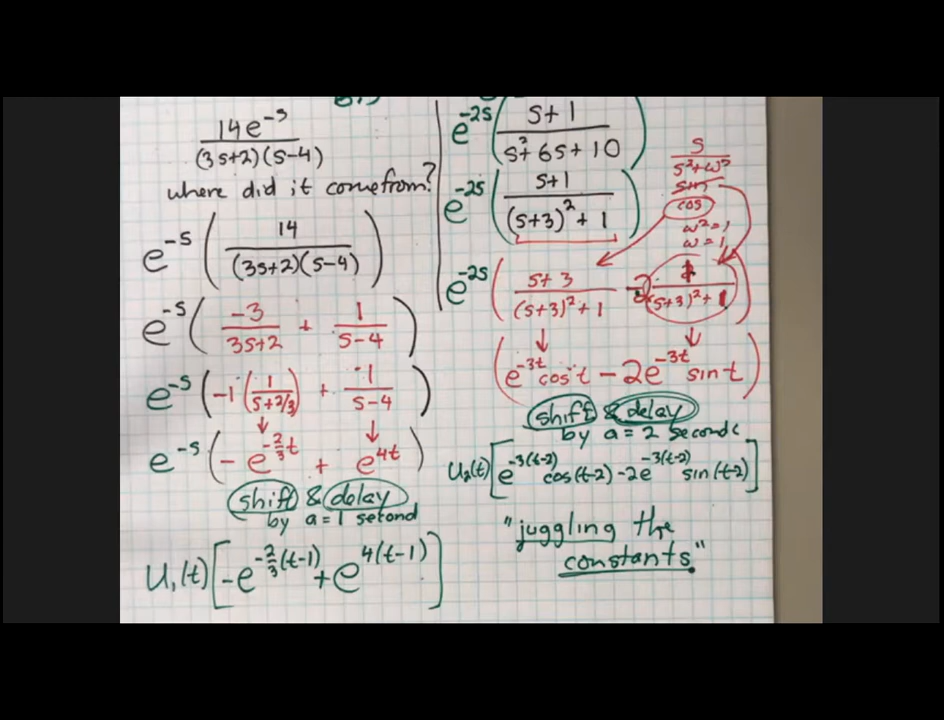 14e^-s
(3s+2)(s-4)
where did it come from?
e^-s ( 14
(3s+2)(s-4) )
e^-s ( -3/3s+2 + 1/s-4 )
e^-s ( -1 (1/s+2/3) + 1/s-4 )
e^-s ( - e^-2/3t + e^4t )
shift & delay
by a = 1 second
U₁(t) [ -e^-2/3(t-1) + e^4(t-1) ]
e^-2s ( s+1
s²+6s+10 )
e^-2s ( s+1
(s+3)²+1 )
s
s²+ω²
sin
cos
ω²=1
ω=1
e^-2s ( s+3/(s+3)²+1 - 2 1/(s+3)²+1 )
( e^-3t cos t - 2e^-3t sin t )
shift & delay
by a = 2 seconds
U₂(t) [ e^-3(t-2) cos(t-2) - 2e^-3(t-2) sin(t-2) ]
"juggling the
constants."